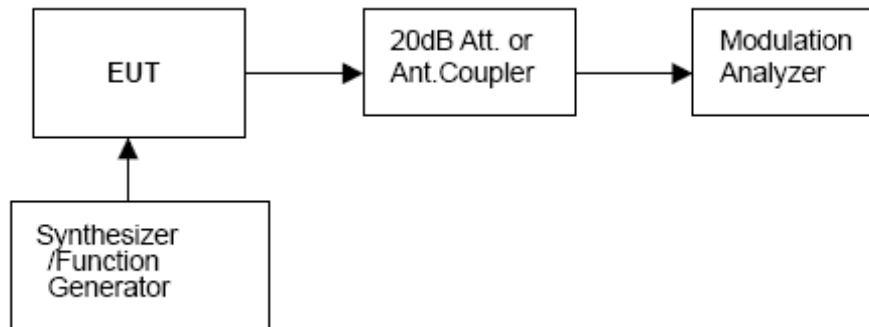 EUT
20dB Att. or
Ant.Coupler
Modulation
Analyzer
Synthesizer
/Function
Generator